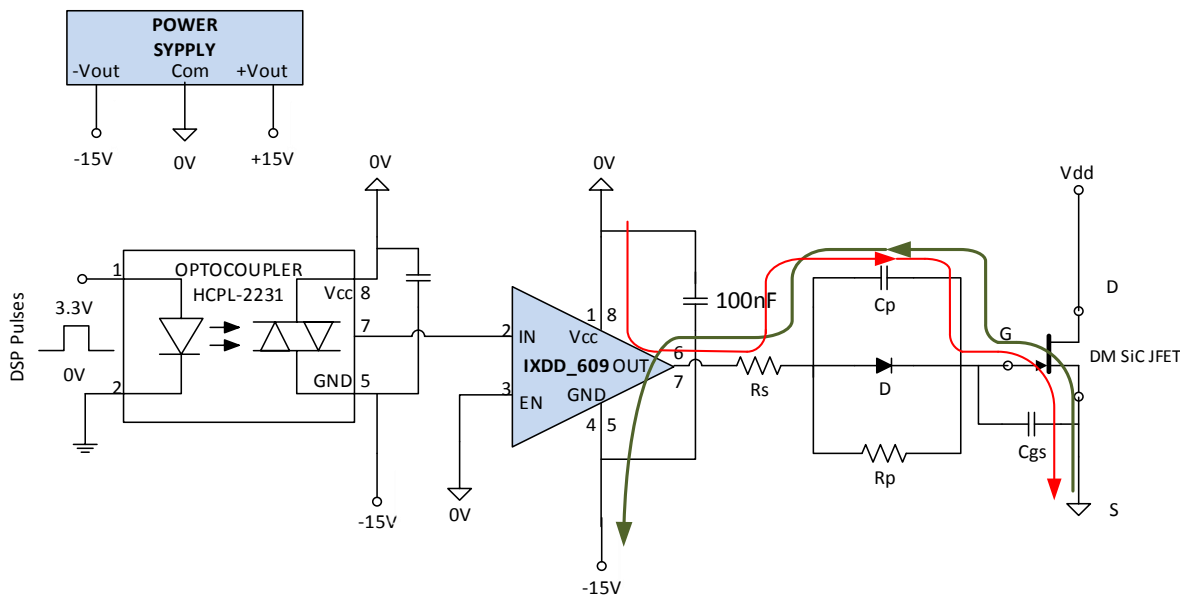 POWER
SYPPLY
-Vout Com +Vout
-15V 0V +15V
0V
0V
Vdd
DSP Pulses
3.3V
0V
1
2
OPTOCOUPLER
HCPL-2231
Vcc 8
7
GND 5
-15V
2 IN
3 EN
1 8
Vcc
IXDD_609 OUT
GND
4 5
6
7
0V
-15V
100nF
Rs
Cp
D
Rp
G
D
DM SiC JFET
Cgs
S